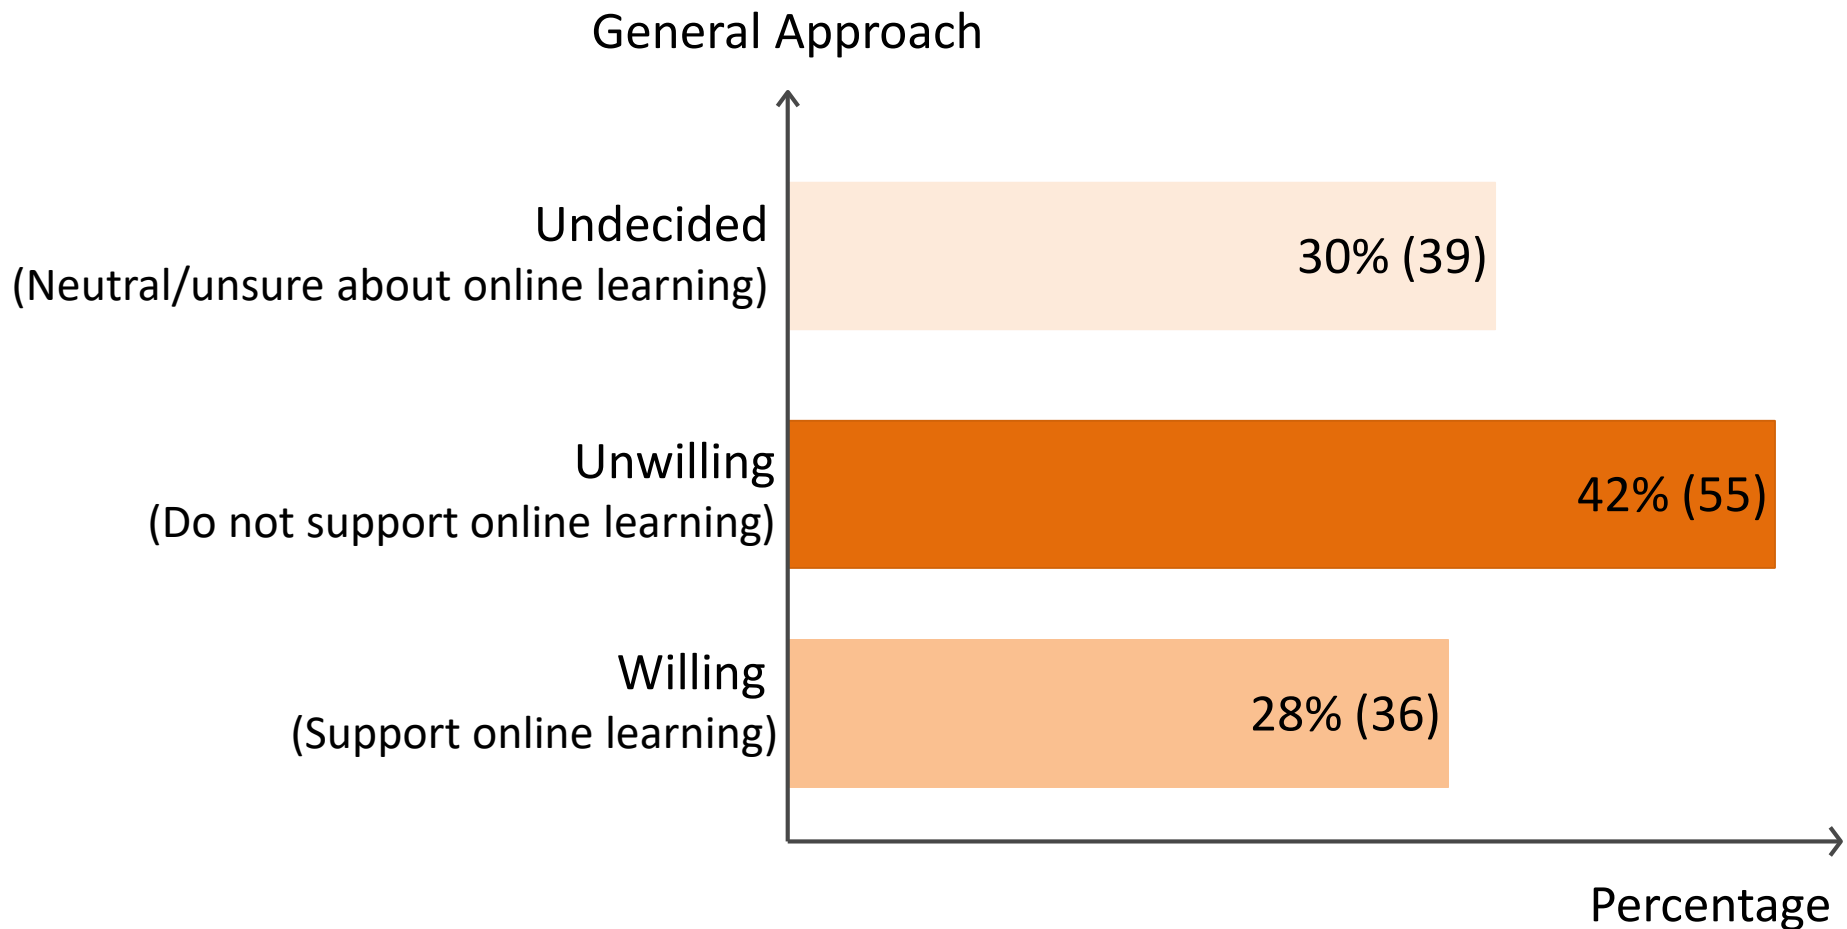 General Approach
Undecided
(Neutral/unsure about online learning)
30% (39)
Unwilling
(Do not support online learning)
42% (55)
Willing
(Support online learning)
28% (36)
Percentage